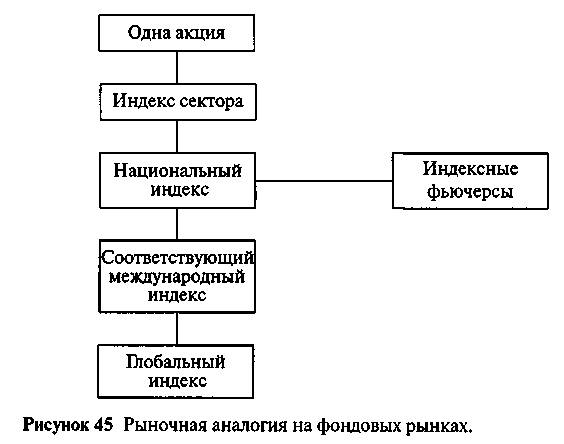 Одна акция
Индекс сектора
Национальный
индекс
Индексные
фьючерсы
Соответствующий
международный
индекс
Глобальный
индекс
Рисунок 45 Рыночная аналогия на фондовых рынках.